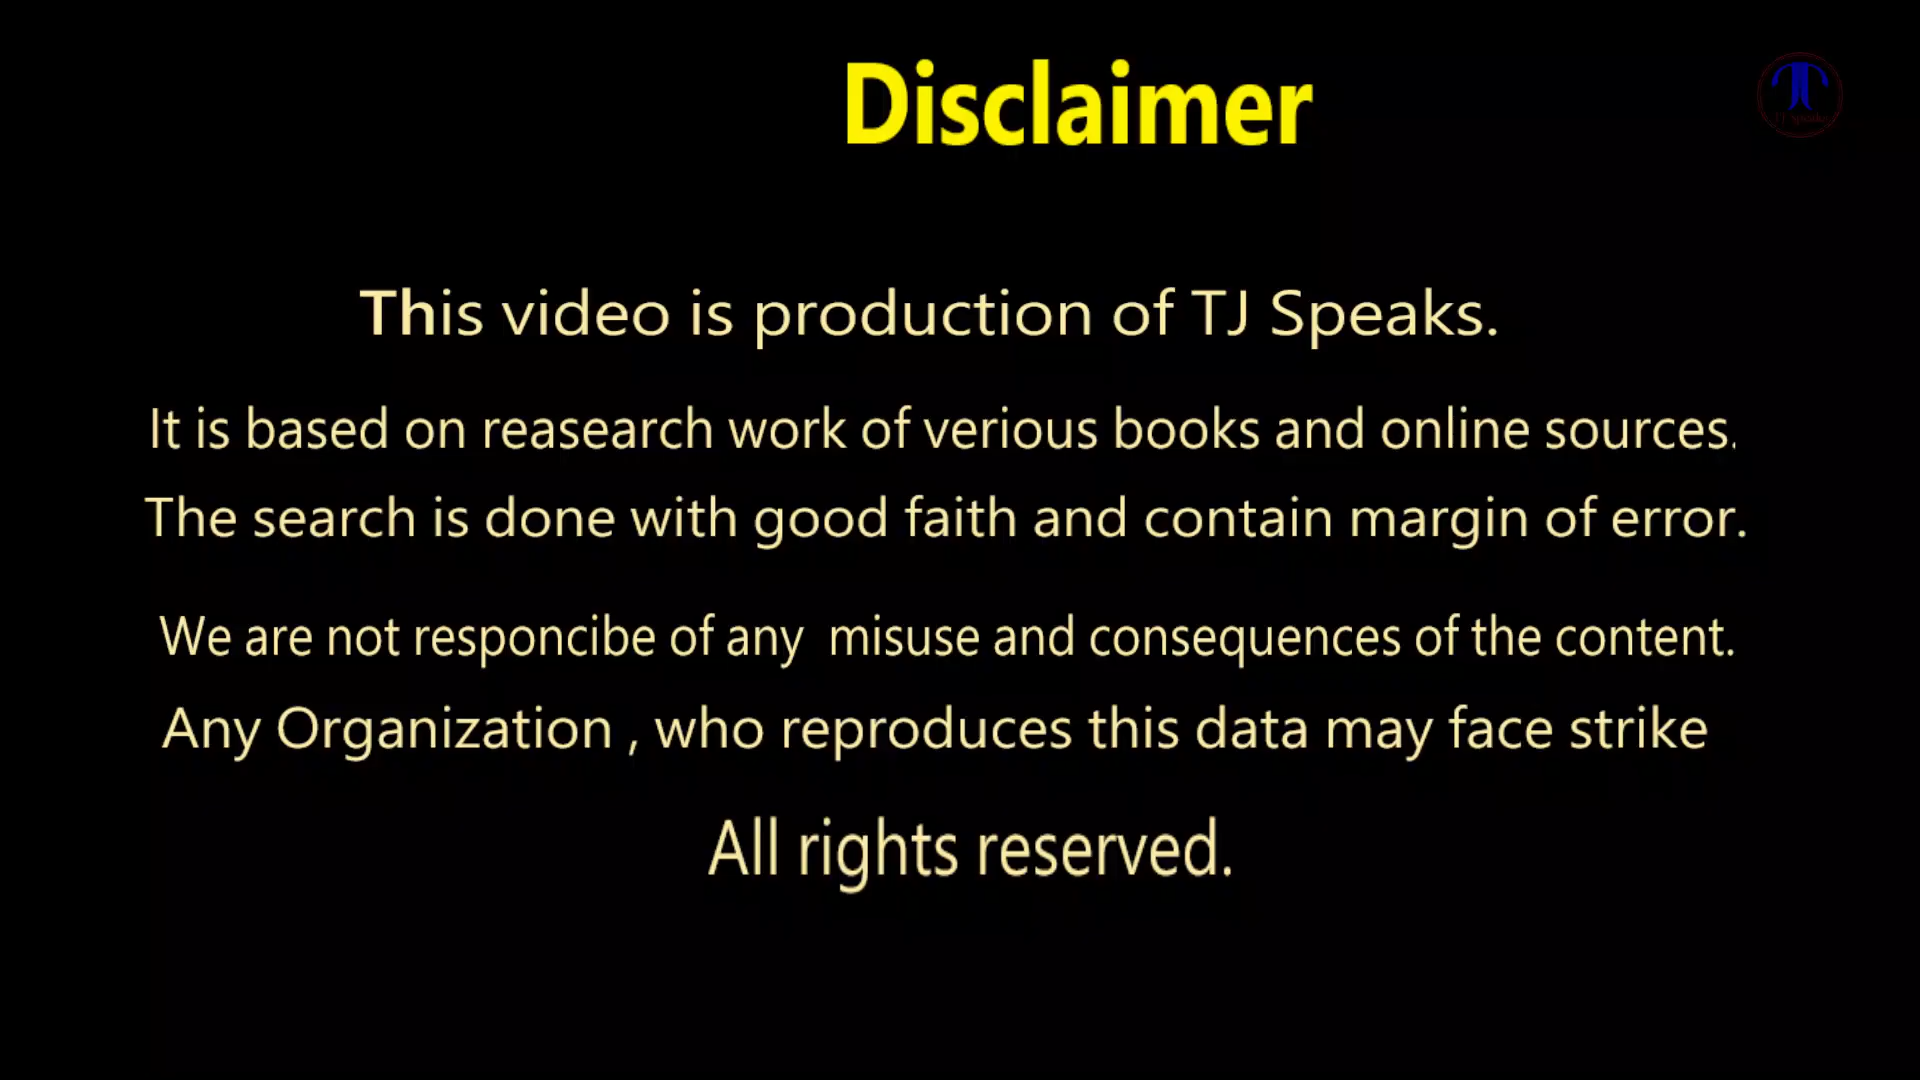 Disclaimer
TJ Speaks
This video is production of TJ Speaks.
It is based on reasearch work of verious books and online sources.
The search is done with good faith and contain margin of error.
We are not responcibe of any  misuse and consequences of the content.
Any Organization , who reproduces this data may face strike
All rights reserved.